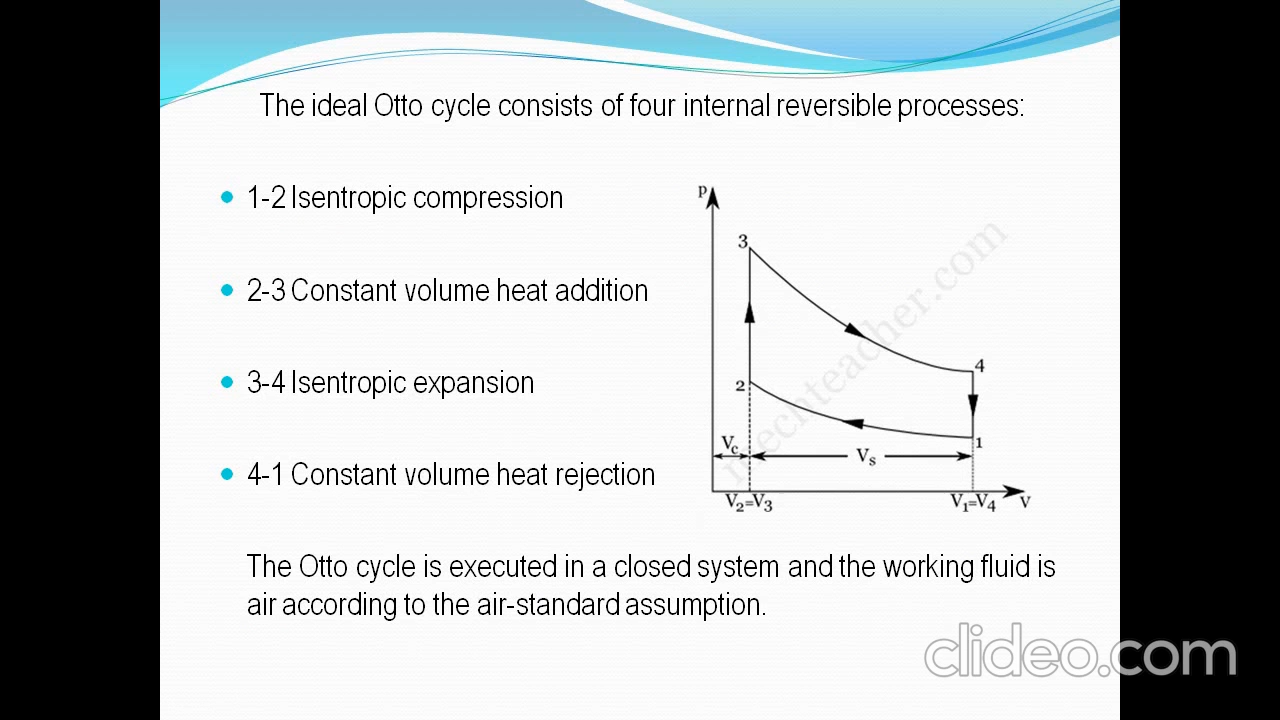 The ideal Otto cycle consists of four internal reversible processes:
1-2 Isentropic compression
2-3 Constant volume heat addition
3-4 Isentropic expansion
4-1 Constant volume heat rejection
p
3
4
2
1
Vc
Vs
V2=V3
V1=V4
V
mechteacher.com
The Otto cycle is executed in a closed system and the working fluid is
air according to the air-standard assumption.
clideo.com